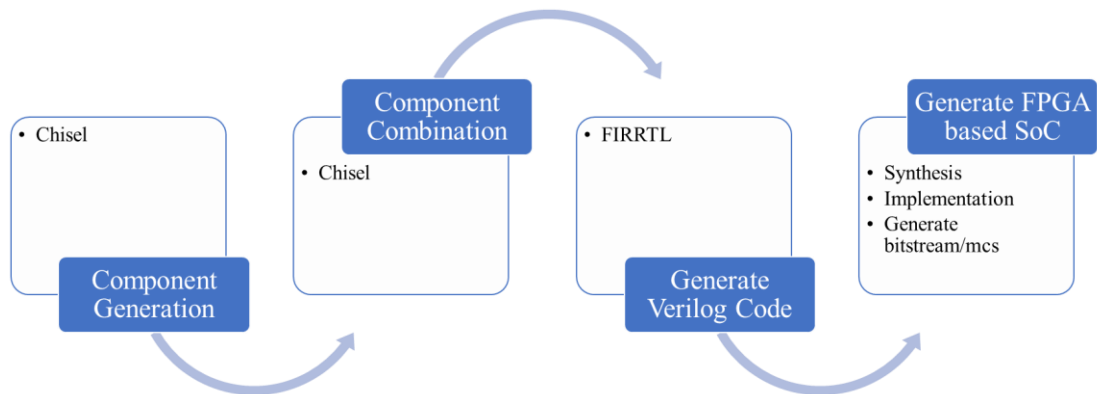 • Chisel
Component
Generation
Component
Combination
• Chisel
• FIRRTL
Generate
Verilog Code
Generate FPGA
based SoC
• Synthesis
• Implementation
• Generate
bitstream/mcs